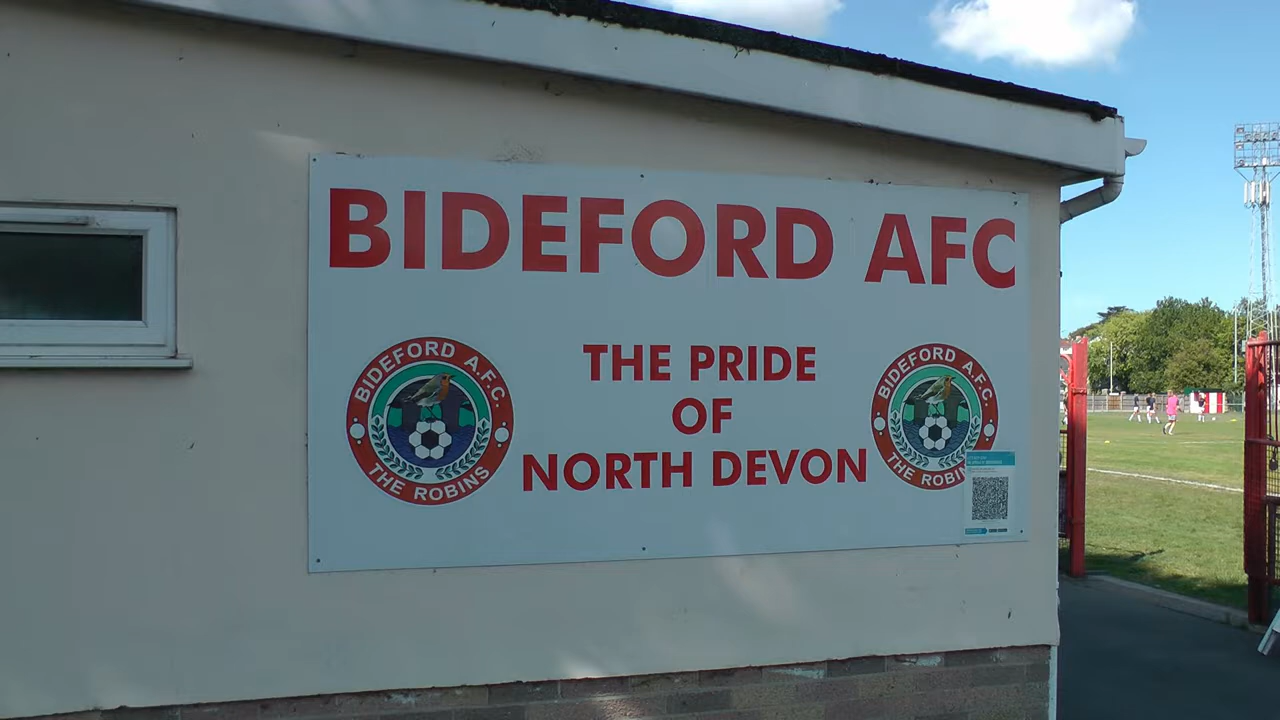 BIDEFORD AFC
THE PRIDE
OF
NORTH DEVON
BIDEFORD A.F.C.
THE ROBINS
BIDEFORD A.F.C.
THE ROBINS